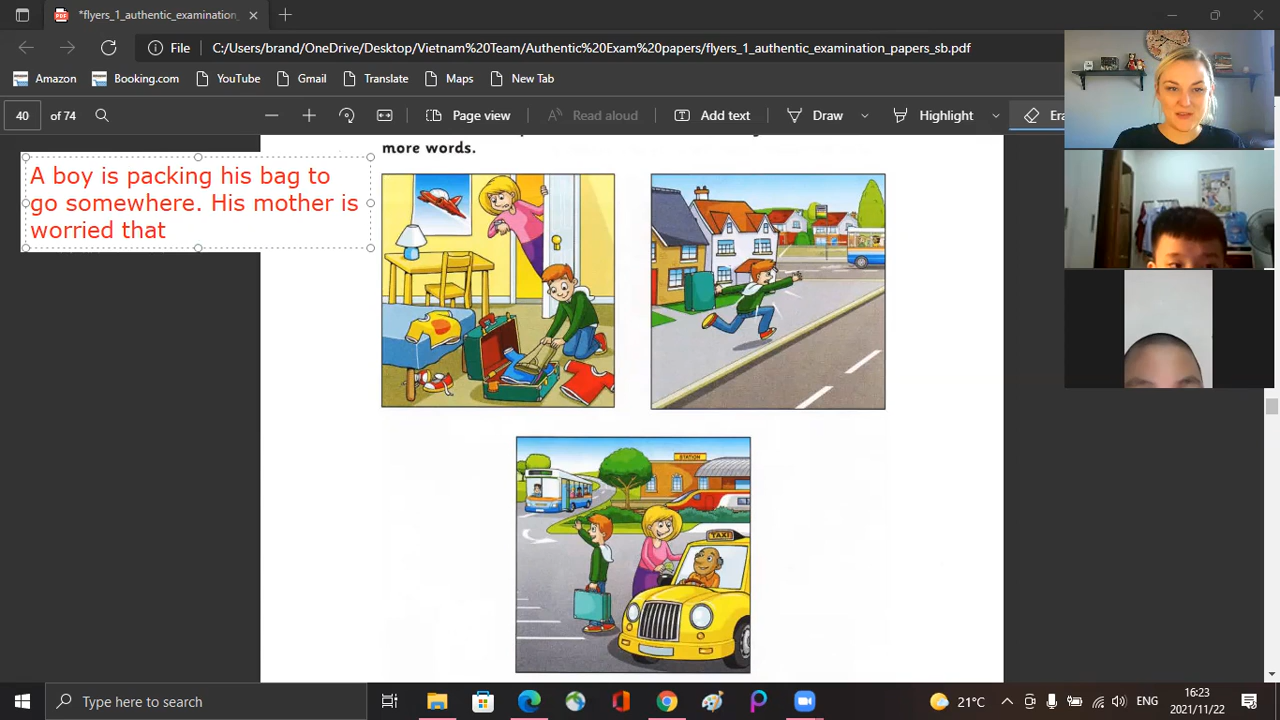 *flyers_1_authentic_examination_
File
C:/Users/brand/OneDrive/Desktop/Vietnam%20Team/Authentic%20Exam%20papers/flyers_1_authentic_examination_papers_sb.pdf
Amazon Booking.com YouTube Gmail Translate Maps New Tab
40 of 74
Page view
Read aloud
Add text
Draw
Highlight
more words.
A boy is packing his bag to
go somewhere. His mother is
worried that
STATION
TAXI
Type here to search
21°C
ENG
16:23
2021/11/22